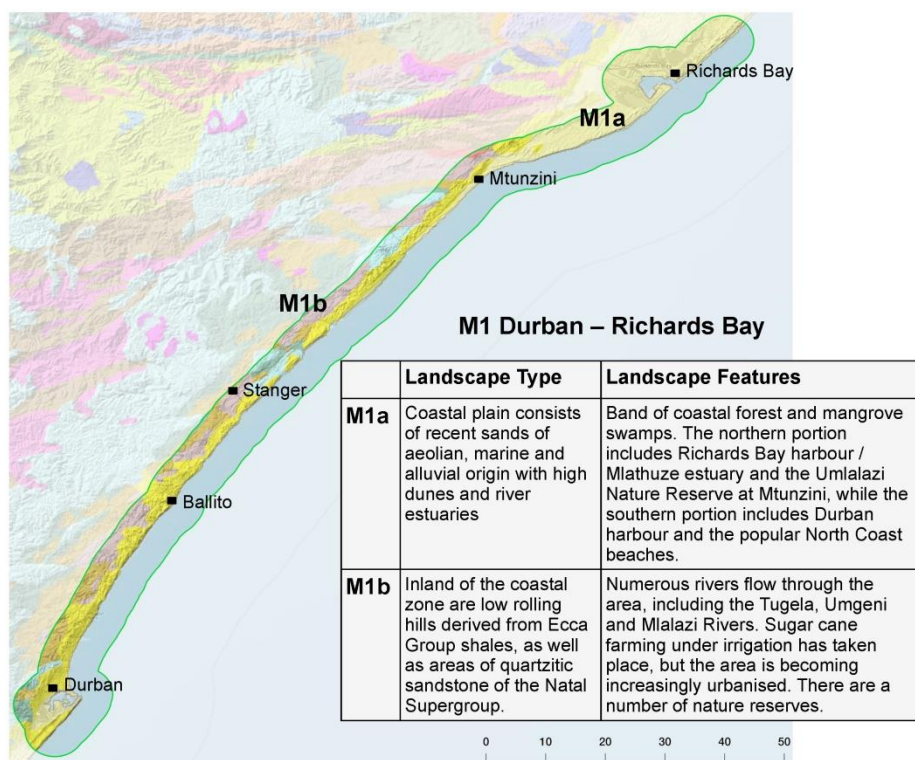 Richards Bay
M1a
Mtunzini
M1b
M1 Durban – Richards Bay
Stanger
Landscape Type
Landscape Features
M1a
Coastal plain consists
of recent sands of
aeolian, marine and
alluvial origin with high
dunes and river
estuaries
Band of coastal forest and mangrove
swamps. The northern portion
includes Richards Bay harbour /
Mlathuze estuary and the Umlalazi
Nature Reserve at Mtunzini, while the
southern portion includes Durban
harbour and the popular North Coast
beaches.
Ballito
M1b
Inland of the coastal
zone are low rolling
hills derived from Ecca
Group shales, as well
as areas of quartzitic
sandstone of the Natal
Supergroup.
Numerous rivers flow through the
area, including the Tugela, Umgeni
and Mlalazi Rivers. Sugar cane
farming under irrigation has taken
place, but the area is becoming
increasingly urbanised. There are a
number of nature reserves.
Durban
0 10 20 30 40 50